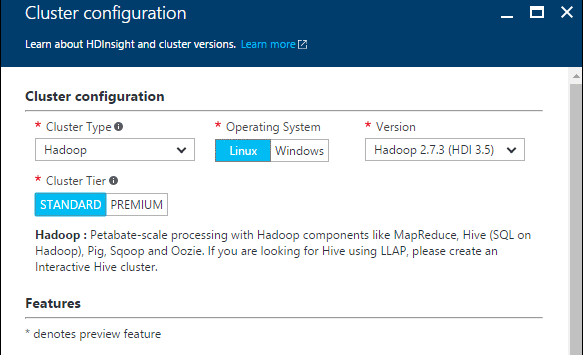 Cluster configuration
Learn about HDInsight and cluster versions. Learn more
Cluster configuration
* Cluster Type * Operating System * Version
Hadoop Linux Windows Hadoop 2.7.3 (HDI 3.5)
* Cluster Tier
STANDARD PREMIUM
Hadoop : Petabate-scale processing with Hadoop components like MapReduce, Hive (SQL on
Hadoop), Pig, Sqoop and Oozie. If you are looking for Hive using LLAP, please create an
Interactive Hive cluster.
Features
* denotes preview feature